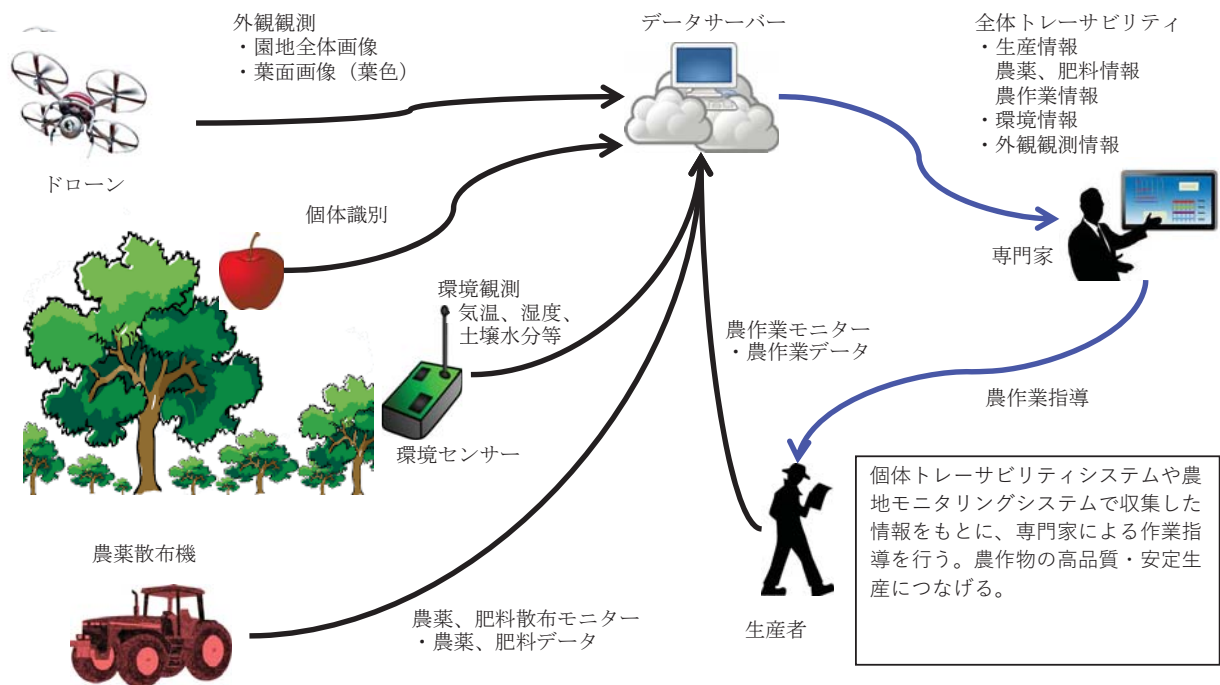 外観観測
・園地全体画像
・葉面画像（葉色）
データサーバー
全体トレーサビリティ
・生産情報
農薬、肥料情報
農作業情報
・環境情報
・外観観測情報
ドローン
個体識別
専門家
環境観測
気温、湿度、
土壌水分等
農作業モニター
・農作業データ
農作業指導
環境センサー
個体トレーサビリティシステムや農
地モニタリングシステムで収集した
情報をもとに、専門家による作業指
導を行う。農作物の高品質・安定生
産につなげる。
農薬散布機
農薬、肥料散布モニター
・農薬、肥料データ
生産者